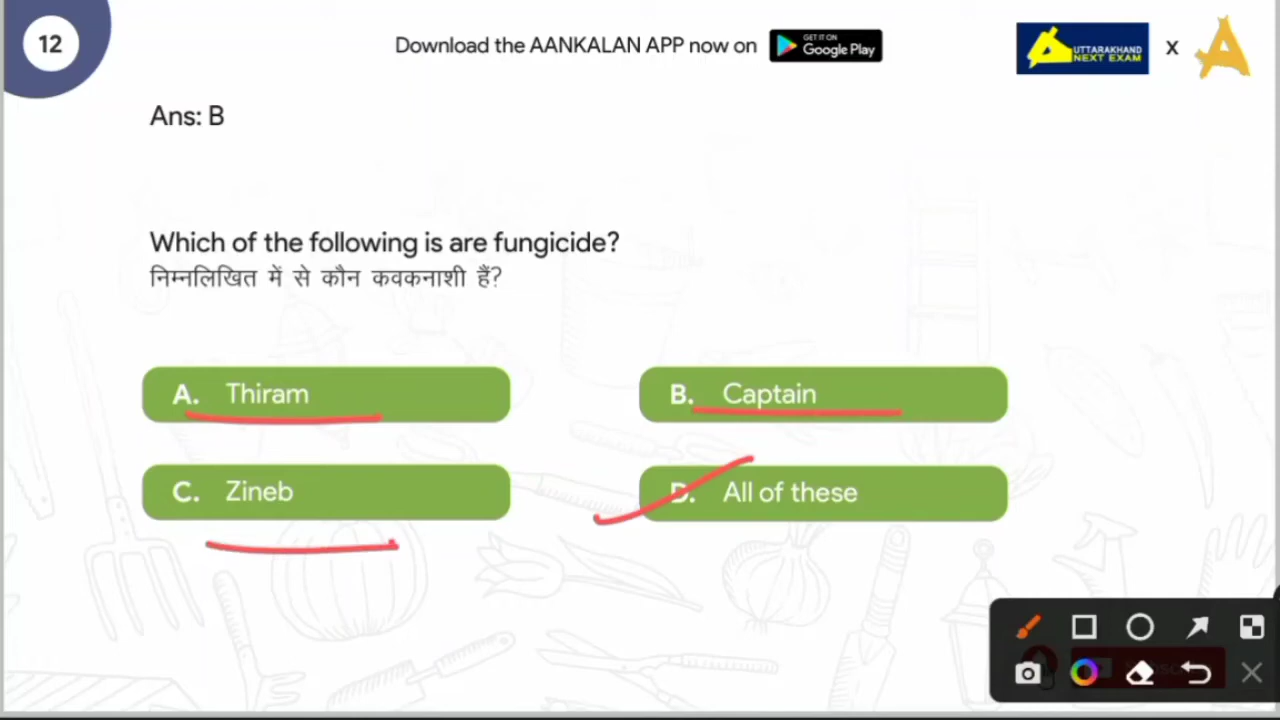 12
Download the AANKALAN APP now on
GET IT ON
Google Play
UTTARAKHAND
NEXT EXAM
X
Ans: B
Which of the following is are fungicide?
निम्नलिखित में से कौन कवकनाशी हैं?
A. Thiram
B. Captain
C. Zineb
D. All of these